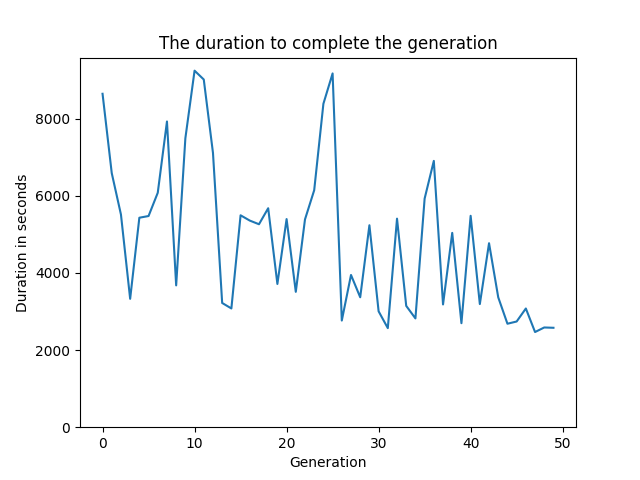 The duration to complete the generation
Duration in seconds
8000
6000
4000
2000
0
0 10 20 30 40 50
Generation